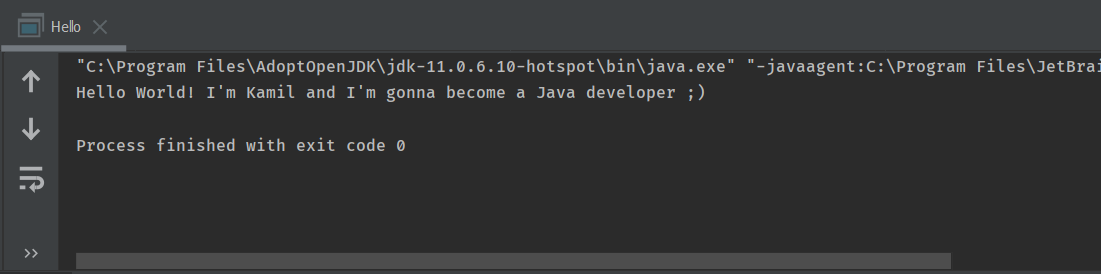 Hello
"C:\Program Files\AdoptOpenJDK\jdk-11.0.6.10-hotspot\bin\java.exe" "-javaagent:C:\Program Files\JetBrai
Hello World! I'm Kamil and I'm gonna become a Java developer ;)
Process finished with exit code 0